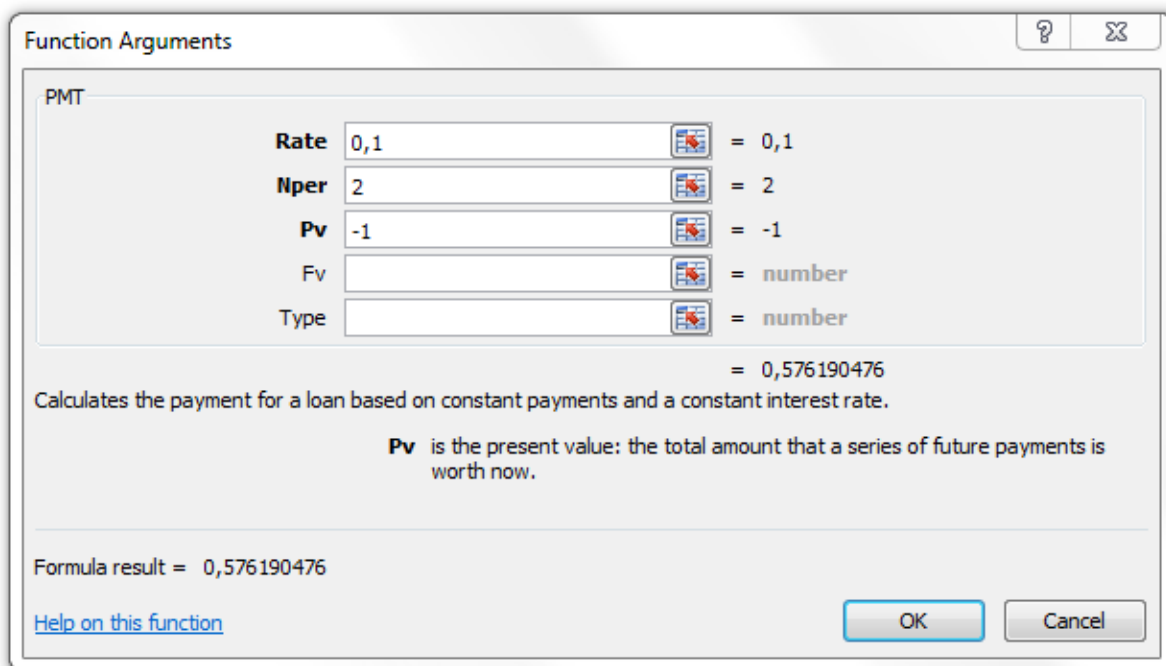 Function Arguments
PMT
Rate 0,1 = 0,1
Nper 2 = 2
Pv -1 = -1
Fv = number
Type = number
= 0,576190476
Calculates the payment for a loan based on constant payments and a constant interest rate.
Pv is the present value: the total amount that a series of future payments is
worth now.
Formula result = 0,576190476
Help on this function OK Cancel